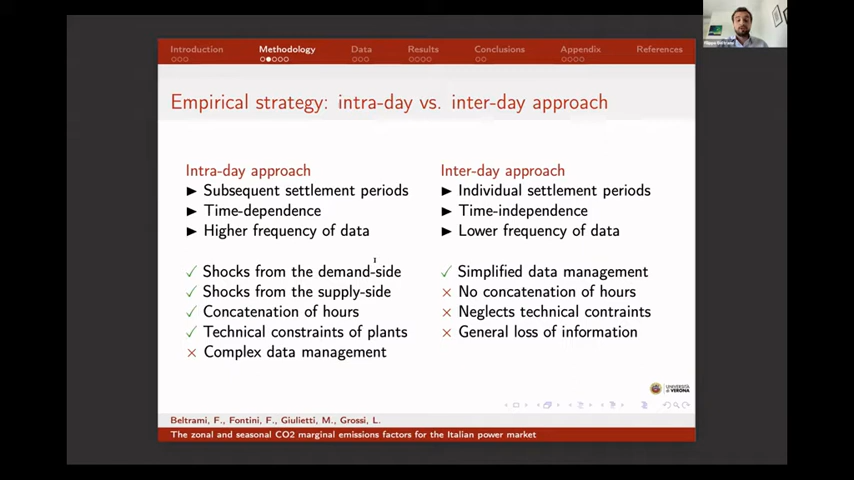 Introduction Methodology Data Results Conclusions Appendix References
Empirical strategy: intra-day vs. inter-day approach
Intra-day approach
▶ Subsequent settlement periods
▶ Time-dependence
▶ Higher frequency of data
✓ Shocks from the demand-side
✓ Shocks from the supply-side
✓ Concatenation of hours
✓ Technical constraints of plants
× Complex data management
Inter-day approach
▶ Individual settlement periods
▶ Time-independence
▶ Lower frequency of data
✓ Simplified data management
× No concatenation of hours
× Neglects technical contraints
× General loss of information
UNIVERSITÀ
di VERONA
Beltrami, F., Fontini, F., Giulietti, M., Grossi, L.
The zonal and seasonal CO2 marginal emissions factors for the Italian power market